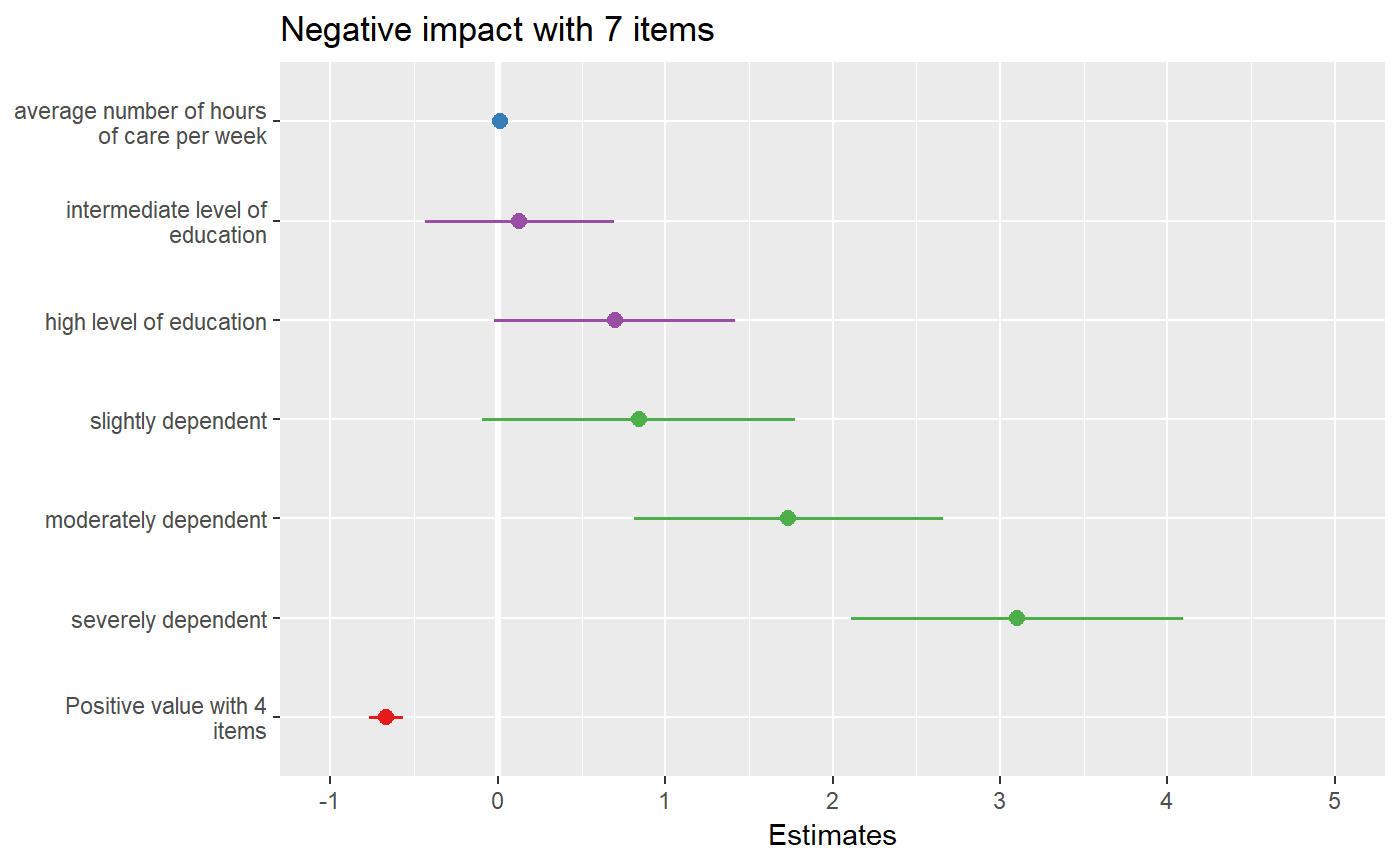 Negative impact with 7 items
average number of hours
of care per week
intermediate level of
education
high level of education
slightly dependent
moderately dependent
severely dependent
Positive value with 4
items
-1 0 1 2 3 4 5
Estimates